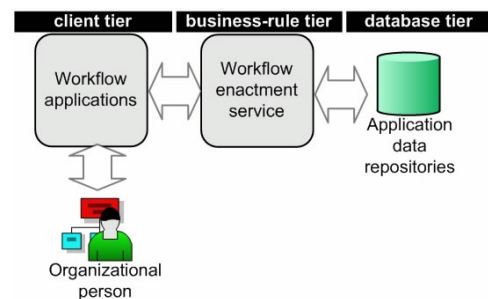 client tier
business-rule tier
database tier
Workflow
applications
Workflow
enactment
service
Application
data
repositories
Organizational
person